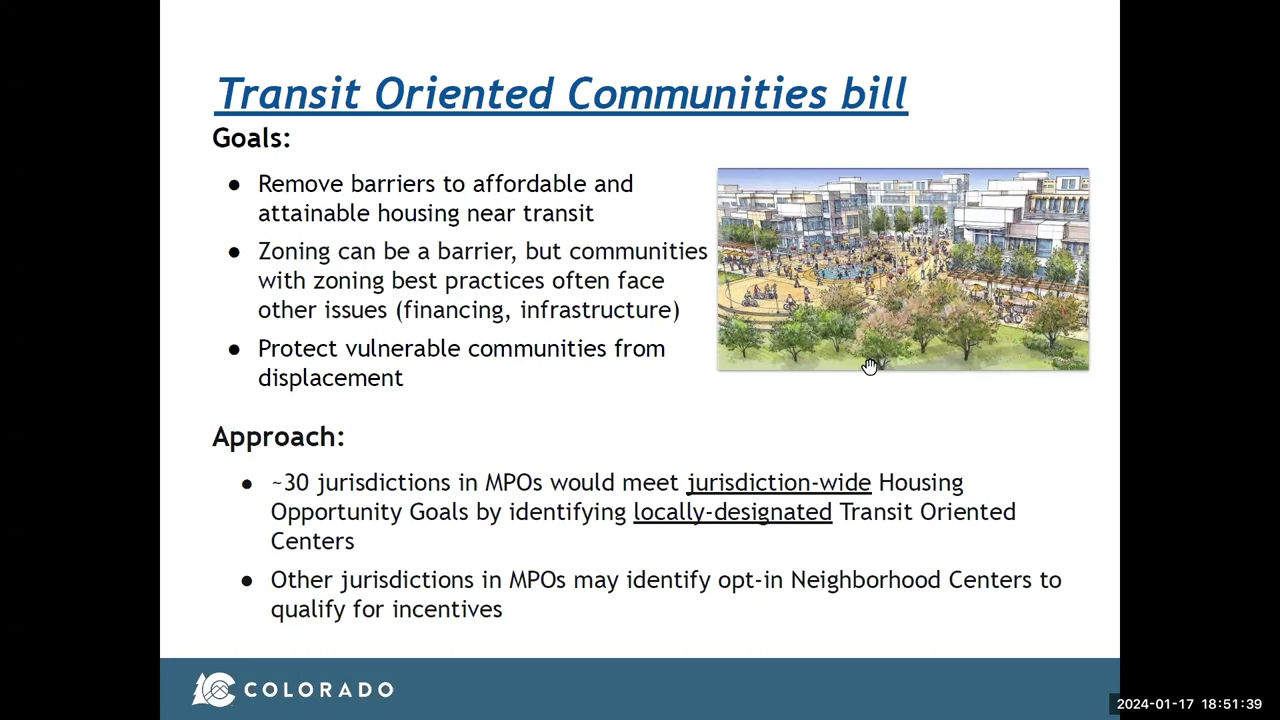 Transit Oriented Communities bill
Goals:
● Remove barriers to affordable and
attainable housing near transit
● Zoning can be a barrier, but communities
with zoning best practices often face
other issues (financing, infrastructure)
● Protect vulnerable communities from
displacement
Approach:
● ~30 jurisdictions in MPOs would meet jurisdiction-wide Housing
Opportunity Goals by identifying locally-designated Transit Oriented
Centers
● Other jurisdictions in MPOs may identify opt-in Neighborhood Centers to
qualify for incentives
COLORADO
2024-01-17 18:51:39